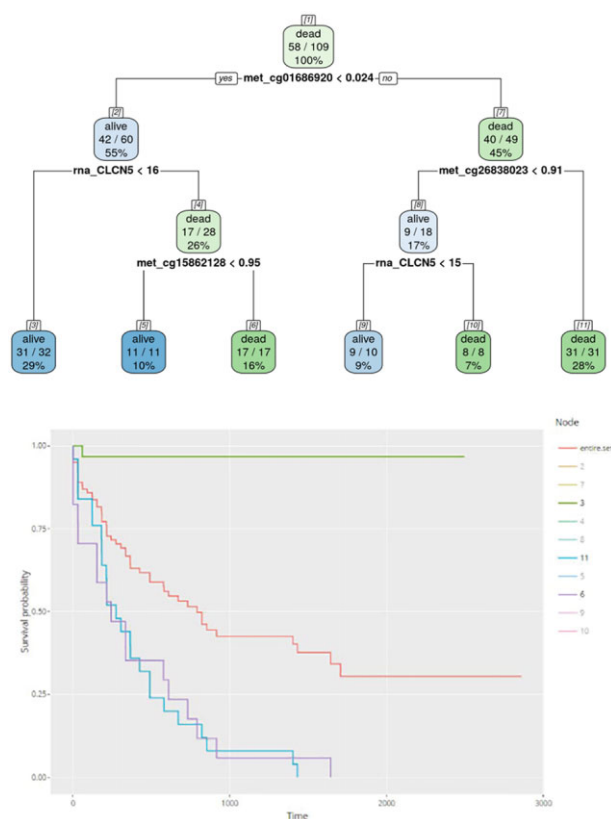 [1]
dead
58 / 109
100%
yes met_cg01686920 < 0.024 no
[2] [7]
alive dead
42 / 60 40 / 49
55% 45%
rna_CLCN5 < 16 met_cg26838023 < 0.91
[4] [8]
dead alive
17 / 28 9 / 18
26% 17%
met_cg15862128 < 0.95 rna_CLCN5 < 15
[3] [5] [6] [9] [10] [11]
alive alive dead alive dead dead
31 / 32 11 / 11 17 / 17 9 / 10 8 / 8 31 / 31
29% 10% 16% 9% 7% 28%
Node
entire.se
2
7
3
4
8
11
5
6
9
10
Survival probability
1.00
0.75
0.50
0.25
0.00
0 1000 2000 3000
Time